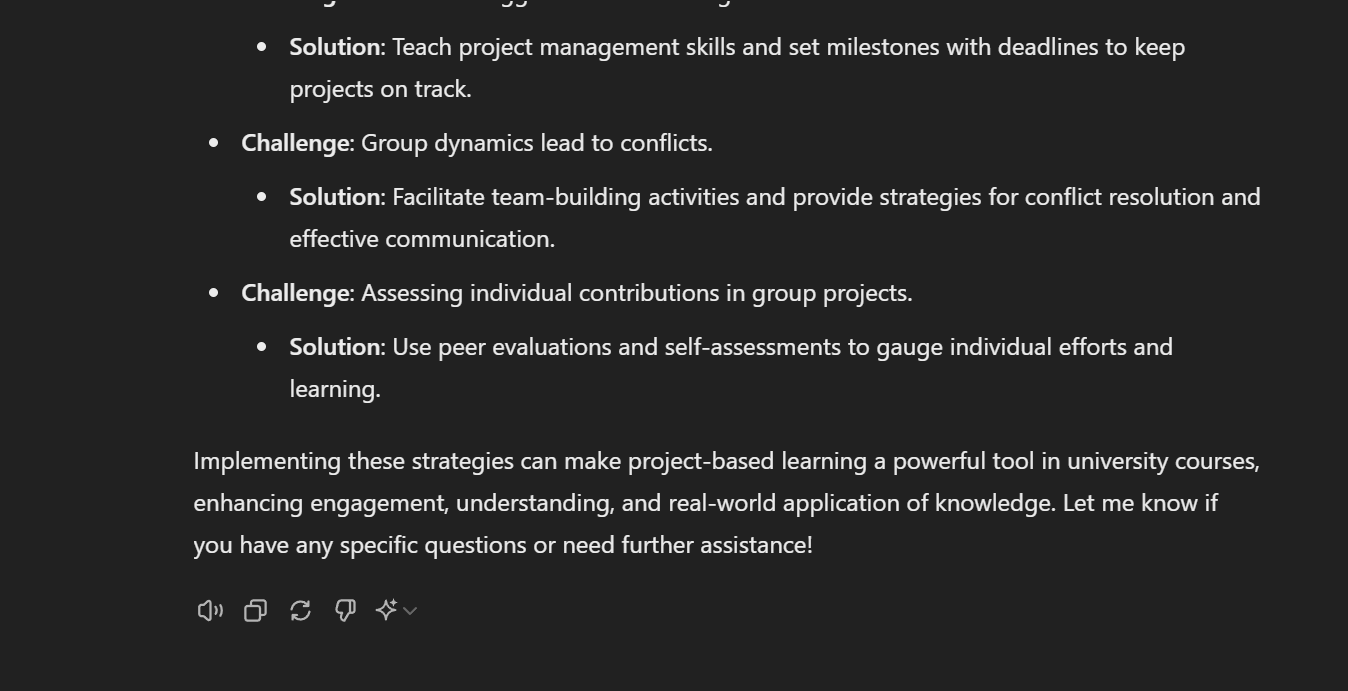 Solution: Teach project management skills and set milestones with deadlines to keep
projects on track.
Challenge: Group dynamics lead to conflicts.
Solution: Facilitate team-building activities and provide strategies for conflict resolution and
effective communication.
Challenge: Assessing individual contributions in group projects.
Solution: Use peer evaluations and self-assessments to gauge individual efforts and
learning.
Implementing these strategies can make project-based learning a powerful tool in university courses,
enhancing engagement, understanding, and real-world application of knowledge. Let me know if
you have any specific questions or need further assistance!